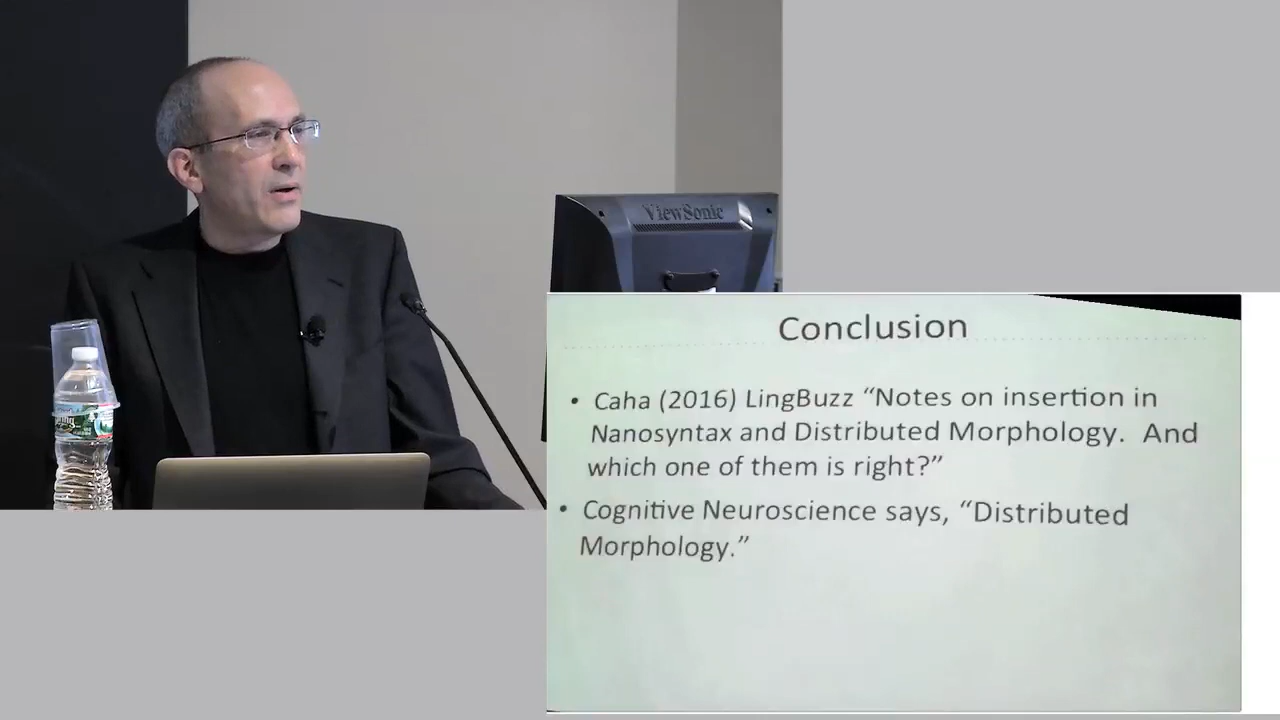 ViewSonic
Conclusion
• Caha (2016) LingBuzz “Notes on insertion in
Nanosyntax and Distributed Morphology. And
which one of them is right?”
• Cognitive Neuroscience says, “Distributed
Morphology.”